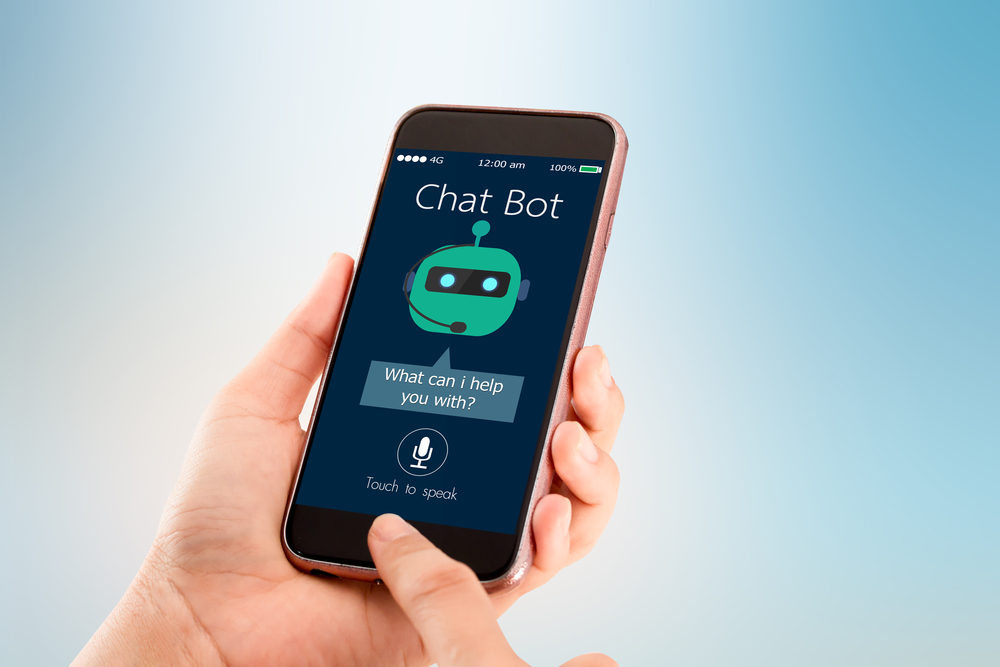 4G 12:00 am 100%
Chat Bot
What can i help
you with?
Touch to speak